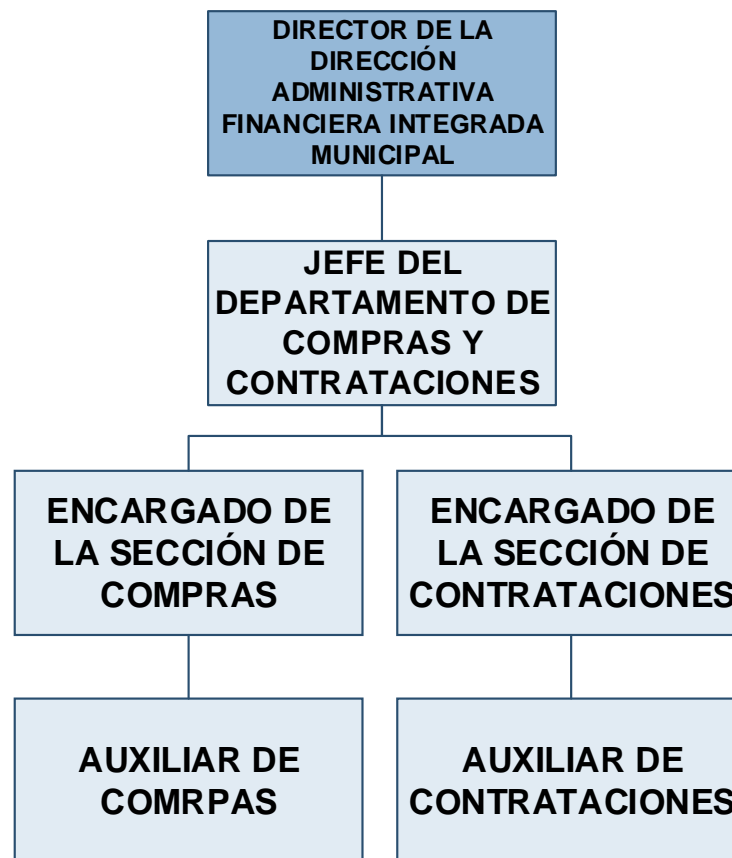 DIRECTOR DE LA
DIRECCIÓN
ADMINISTRATIVA
FINANCIERA INTEGRADA
MUNICIPAL
JEFE DEL
DEPARTAMENTO DE
COMPRAS Y
CONTRATACIONES
ENCARGADO DE
LA SECCIÓN DE
COMPRAS
ENCARGADO DE
LA SECCIÓN DE
CONTRATACIONES
AUXILIAR DE
COMRPAS
AUXILIAR DE
CONTRATACIONES